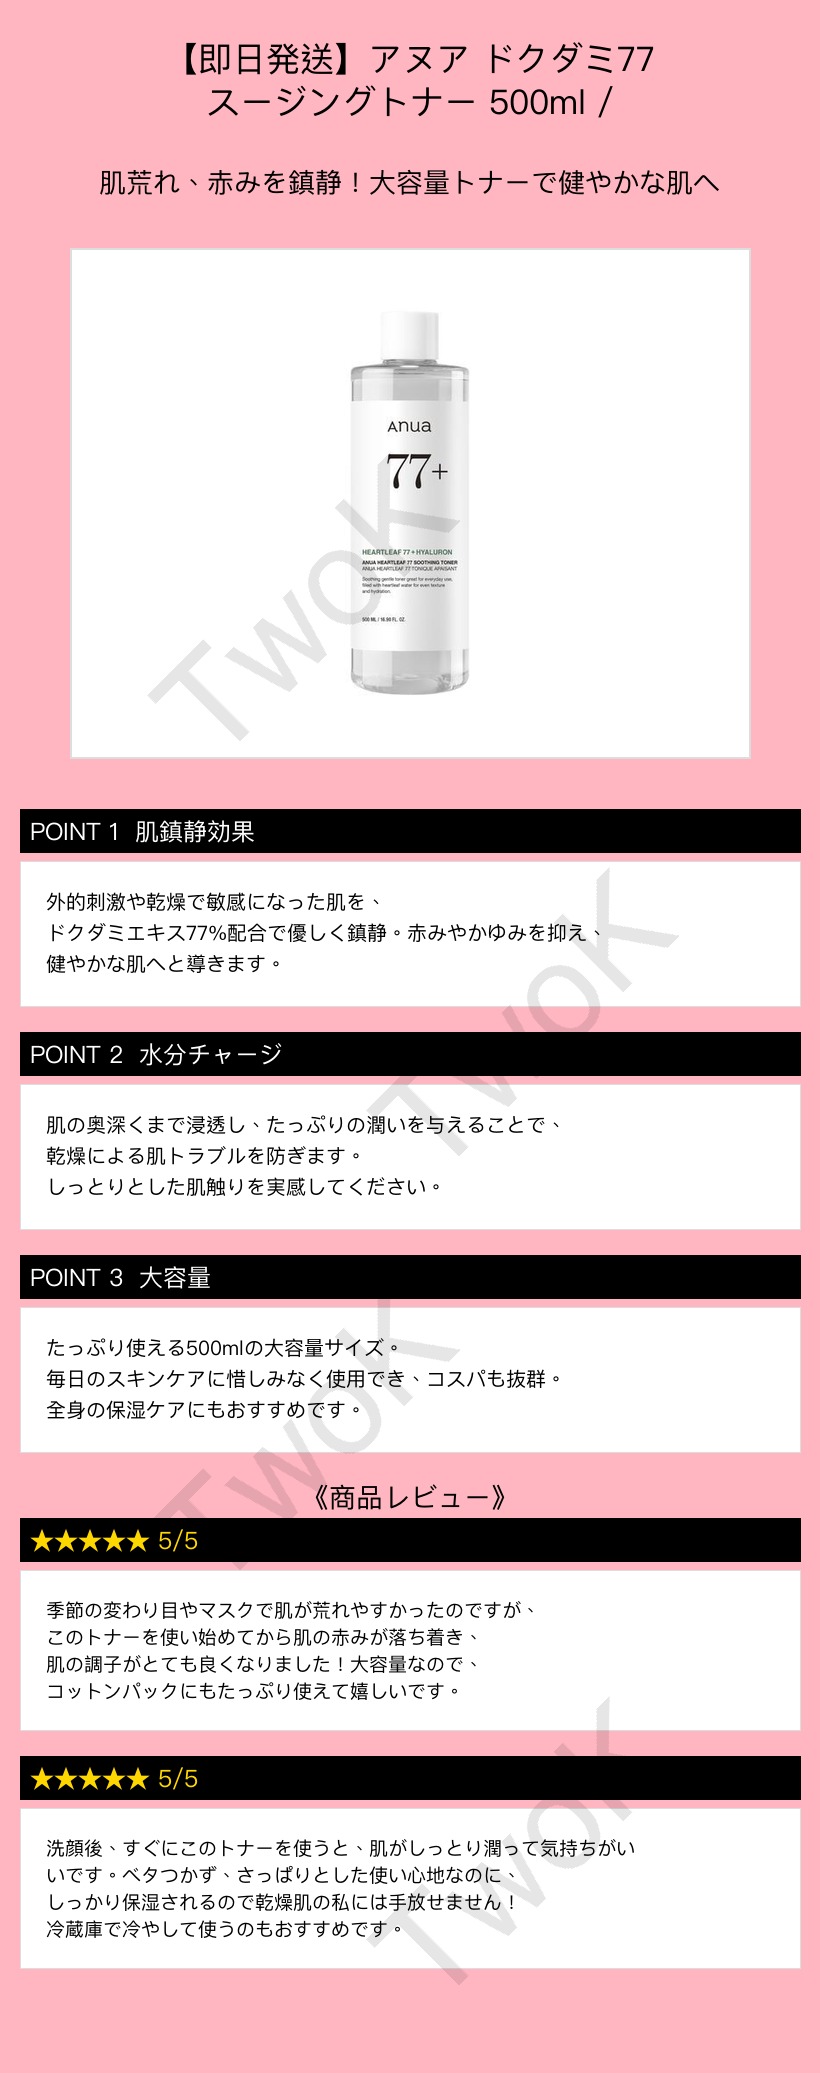 【即日発送】アヌア ドクダミ77
スージングトナー 500ml /
肌荒れ、赤みを鎮静！大容量トナーで健やかな肌へ
Anua
77+
HEARTLEAF 77+HYALURON
ANUA HEARTLEAF 77 SOOTHING TONER
ANUA HEARTLEAF 77 TONIQUE APAISANT
Soothing gentle toner great for everyday use,
filled with heartleaf water for even texture
and hydration.
500 ML / 16.90 FL. OZ.
TwoK
POINT 1 肌鎮静効果
外的刺激や乾燥で敏感になった肌を、
ドクダミエキス77%配合で優しく鎮静。赤みやかゆみを抑え、
健やかな肌へと導きます。
TwoK
POINT 2 水分チャージ
肌の奥深くまで浸透し、たっぷりの潤いを与えることで、
乾燥による肌トラブルを防ぎます。
しっとりとした肌触りを実感してください。
POINT 3 大容量
たっぷり使える500mlの大容量サイズ。
毎日のスキンケアに惜しみなく使用でき、コスパも抜群。
全身の保湿ケアにもおすすめです。
TwoK
《商品レビュー》
★★★★★ 5/5
季節の変わり目やマスクで肌が荒れやすかったのですが、
このトナーを使い始めてから肌の赤みが落ち着き、
肌の調子がとても良くなりました！大容量なので、
コットンパックにもたっぷり使えて嬉しいです。
★★★★★ 5/5
洗顔後、すぐにこのトナーを使うと、肌がしっとり潤って気持ちがい
いです。ベタつかず、さっぱりとした使い心地なのに、
しっかり保湿されるので乾燥肌の私には手放せません！
冷蔵庫で冷やして使うのもおすすめです。
TwoK